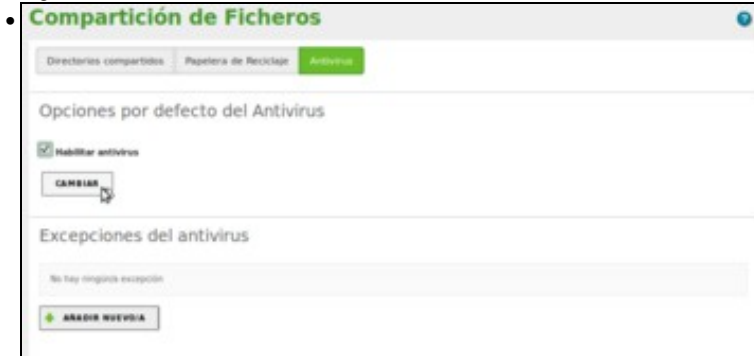 Compartición de Ficheros
Directorios compartidos Papelera de Reciclaje Antivirus
Opciones por defecto del Antivirus
Habilitar antivirus
CAMBIAR
Excepciones del antivirus
No hay ningún/a excepción
AÑADIR NUEVO/A